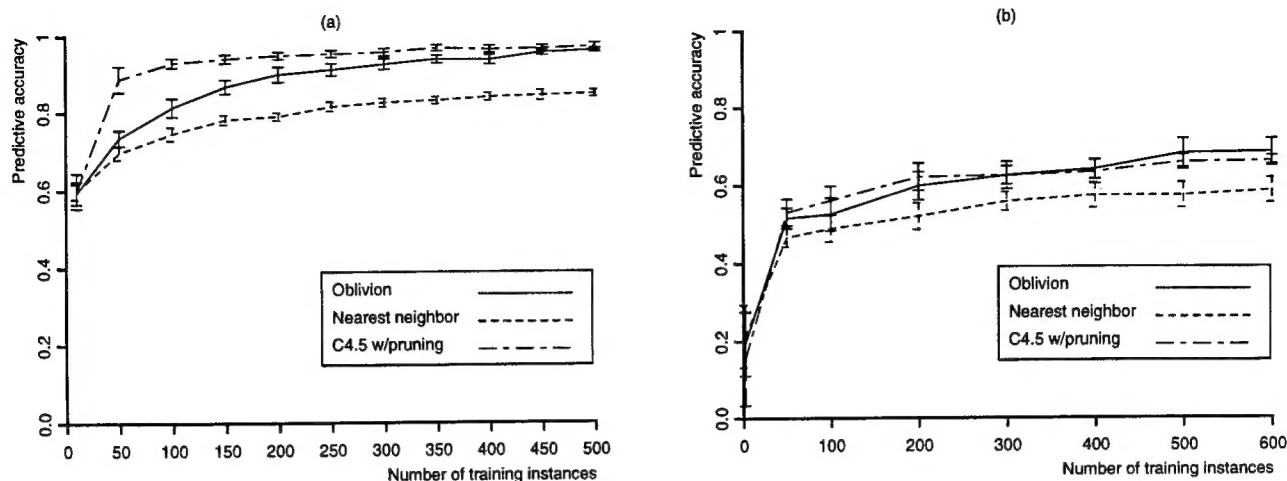 (a)
Predictive accuracy
1
0.8
0.6
0.4
0.2
0.0
Oblivion
Nearest neighbor
C4.5 w/pruning
0 50 100 150 200 250 300 350 400 450 500
Number of training instances
(b)
Predictive accuracy
1
0.8
0.6
0.4
0.2
0.0
Oblivion
Nearest neighbor
C4.5 w/pruning
0 100 200 300 400 500 600
Number of training instances